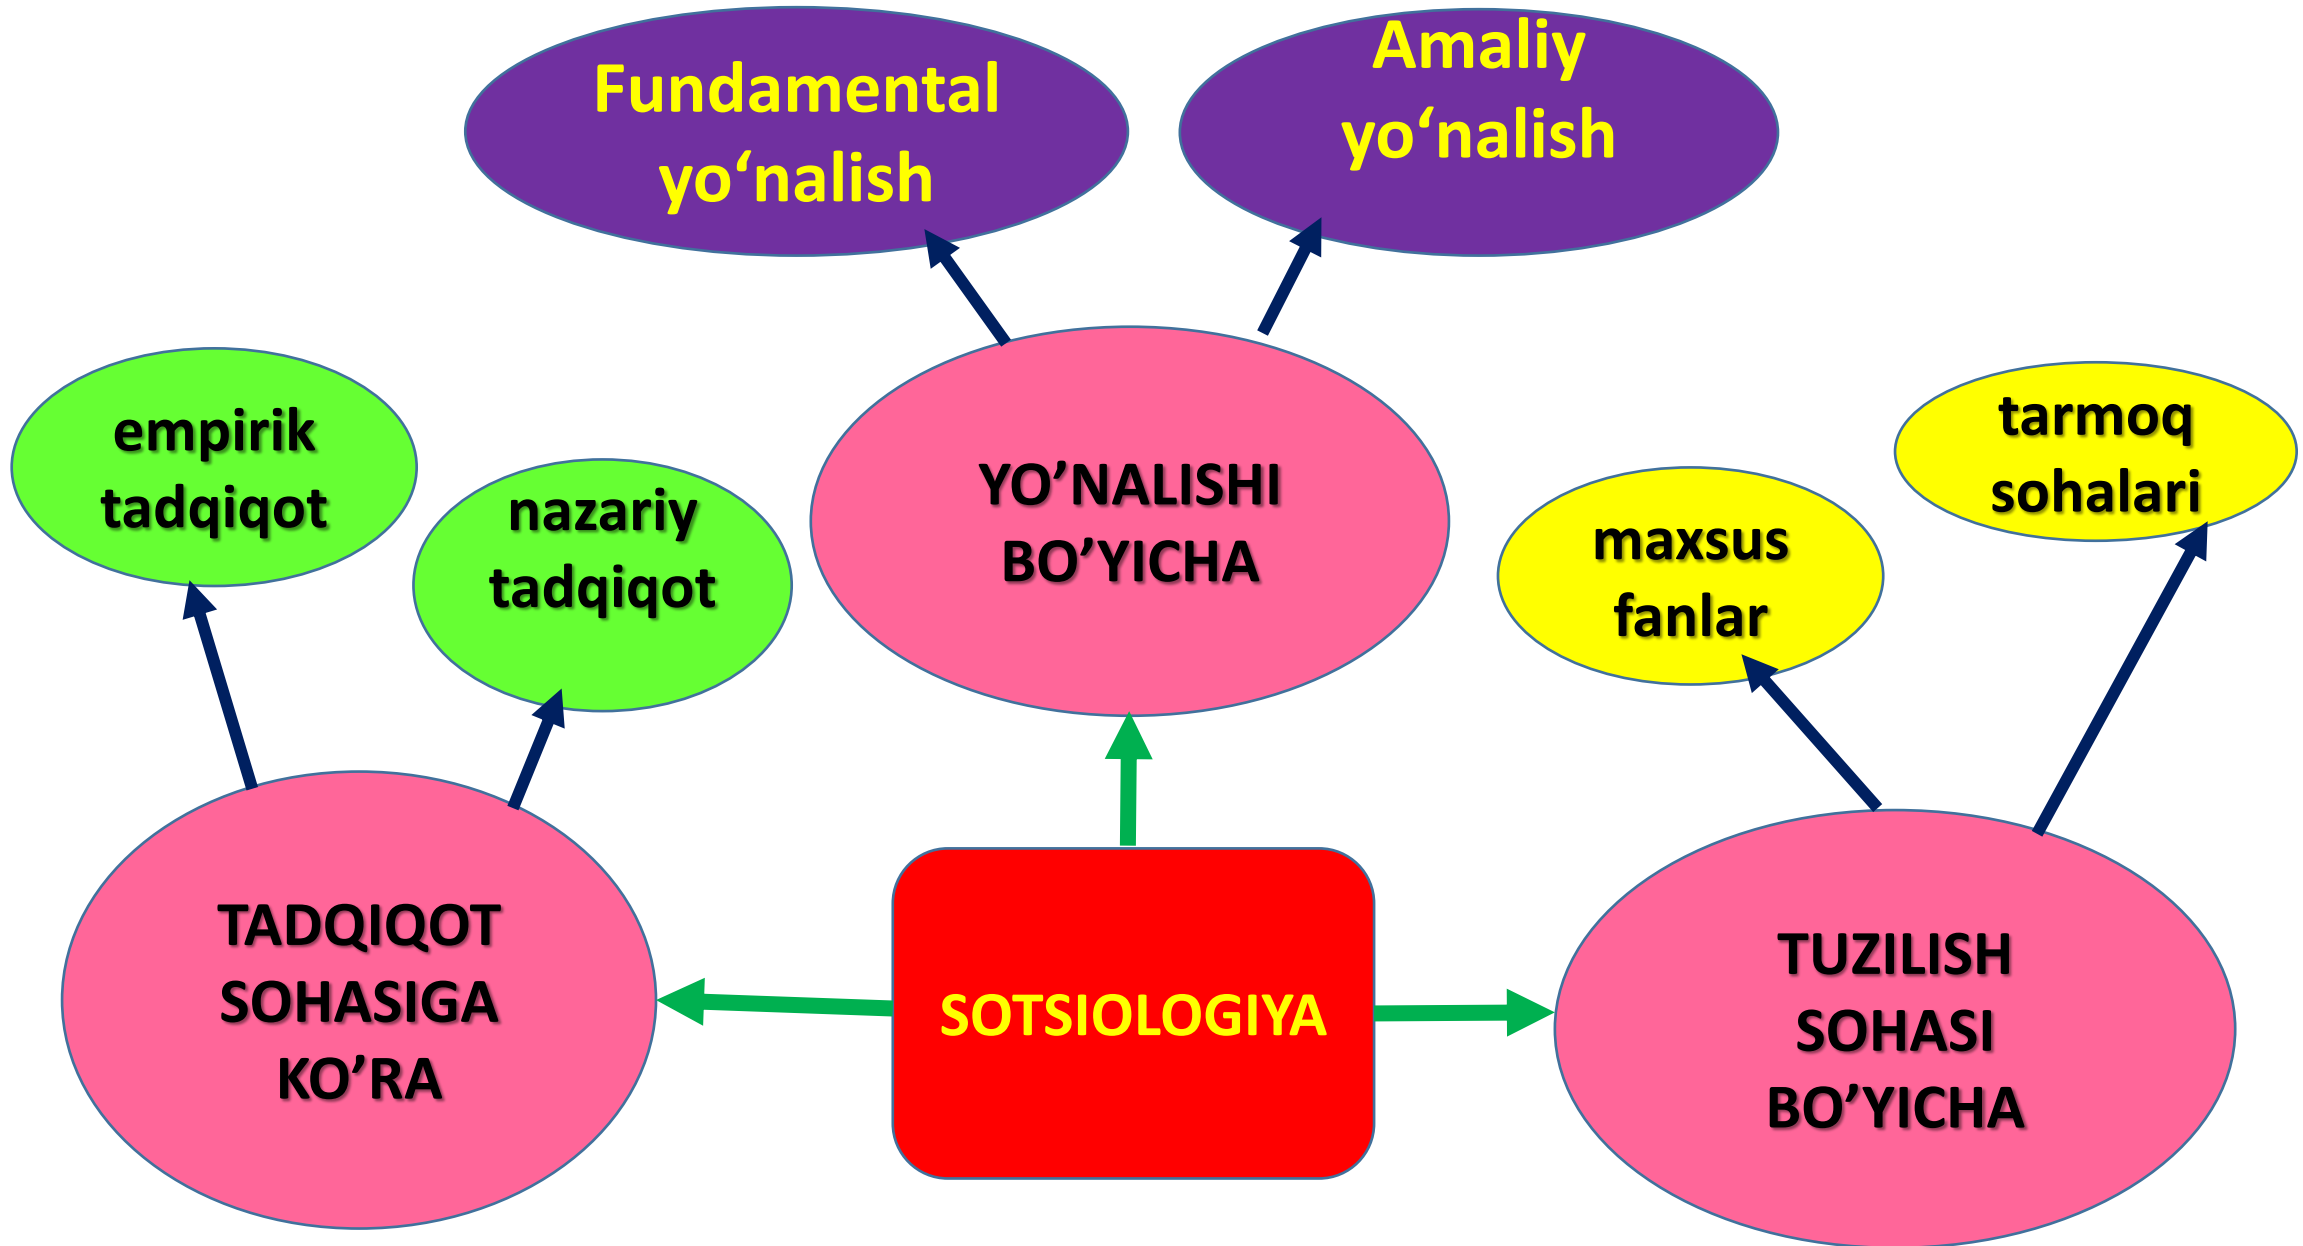 Fundamental
yo‘nalish
Amaliy
yo‘nalish
empirik
tadqiqot
nazariy
tadqiqot
YO’NALISHI
BO’YICHA
maxsus
fanlar
tarmoq
sohalari
TADQIQOT
SOHASIGA
KO’RA
SOTSIOLOGIYA
TUZILISH
SOHASI
BO’YICHA